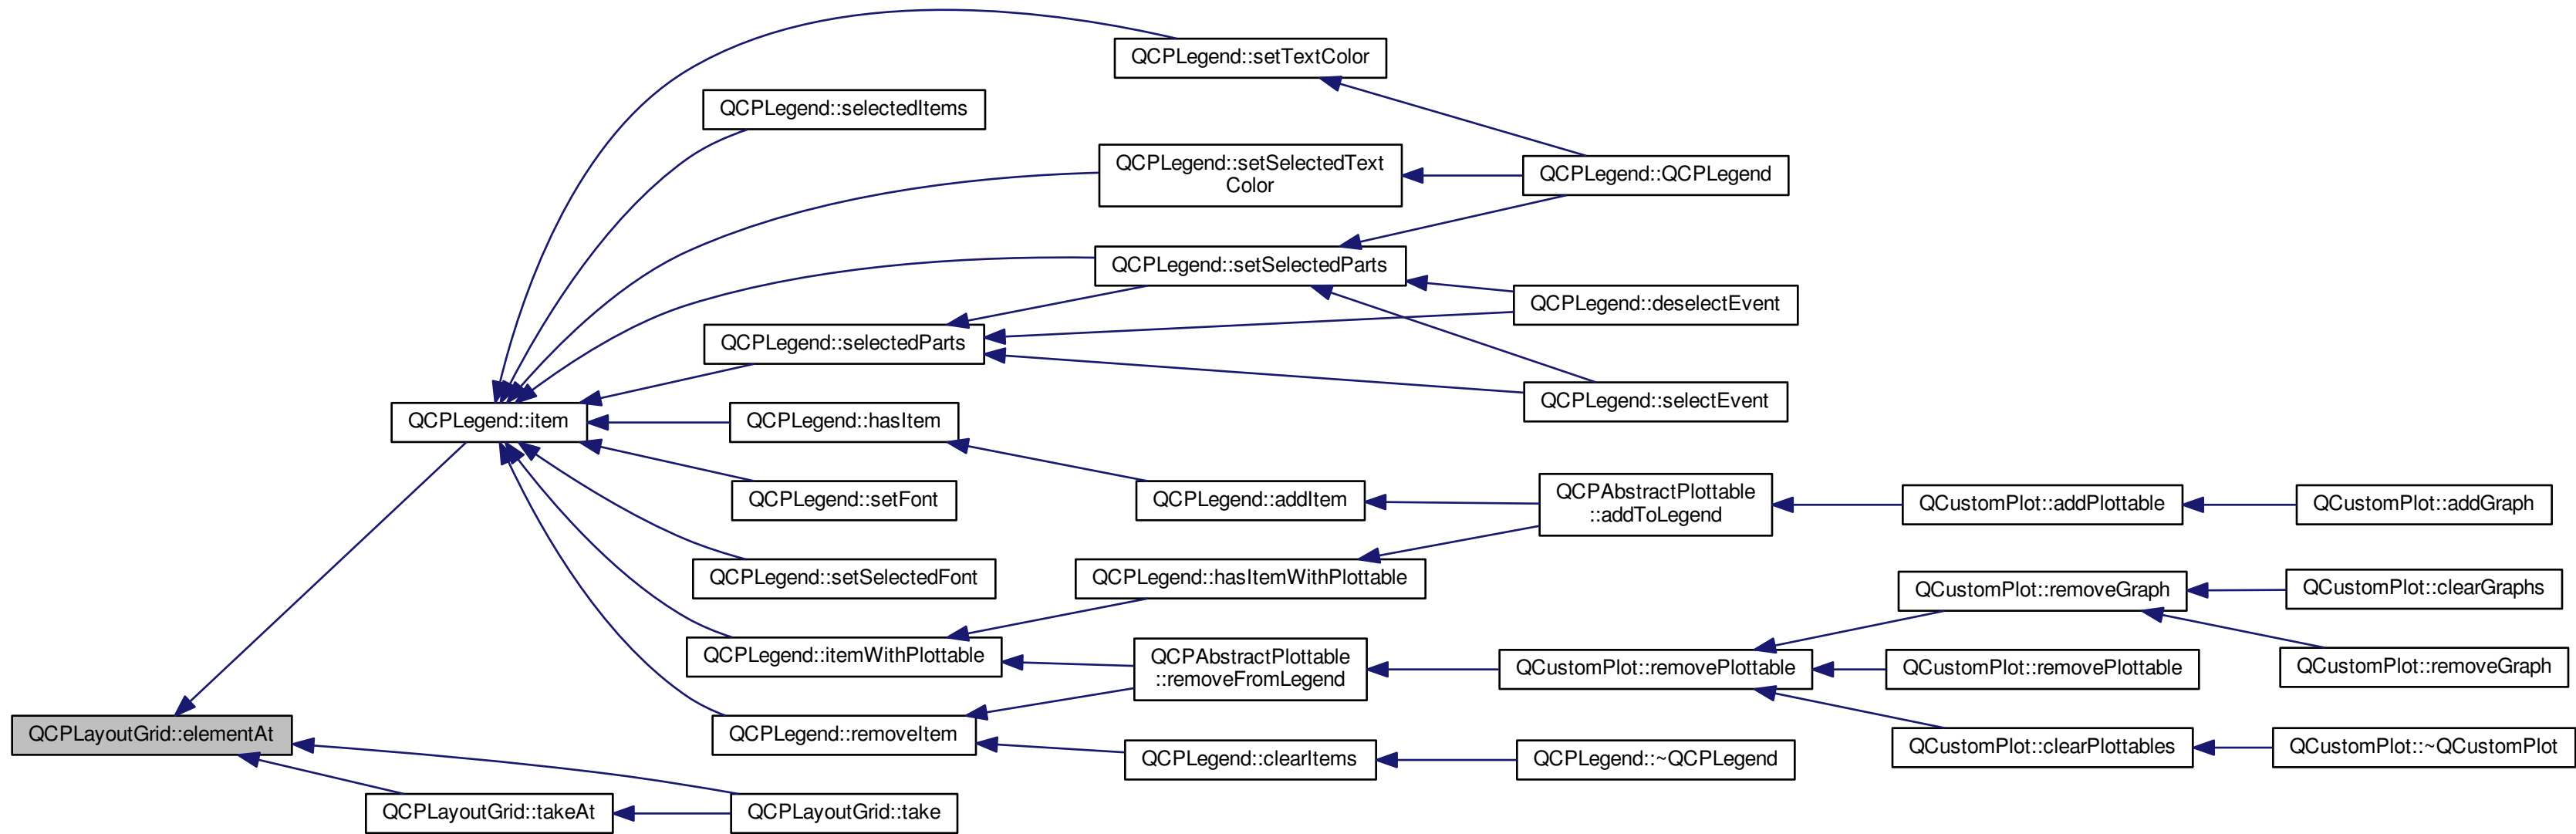 QCPLegend::setTextColor
QCPLegend::selectedItems
QCPLegend::setSelectedText
Color
QCPLegend::QCPLegend
QCPLegend::setSelectedParts
QCPLegend::deselectEvent
QCPLegend::selectedParts
QCPLegend::selectEvent
QCPLegend::item
QCPLegend::hasItem
QCPLegend::setFont
QCPLegend::addItem
QCPAbstractPlottable
::addToLegend
QCustomPlot::addPlottable
QCustomPlot::addGraph
QCPLegend::setSelectedFont
QCPLegend::hasItemWithPlottable
QCustomPlot::removeGraph
QCustomPlot::clearGraphs
QCPLegend::itemWithPlottable
QCPAbstractPlottable
::removeFromLegend
QCustomPlot::removePlottable
QCustomPlot::removePlottable
QCustomPlot::removeGraph
QCPLayoutGrid::elementAt
QCPLegend::removeItem
QCPLegend::clearItems
QCPLegend::~QCPLegend
QCustomPlot::clearPlottables
QCustomPlot::~QCustomPlot
QCPLayoutGrid::takeAt
QCPLayoutGrid::take